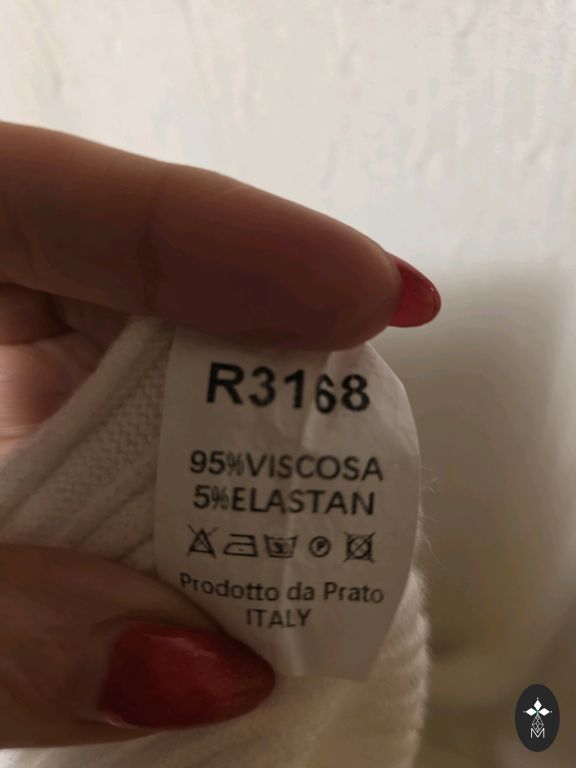 R3168
95%VISCOSA
5%ELASTAN
Prodotto da Prato
ITALY
M